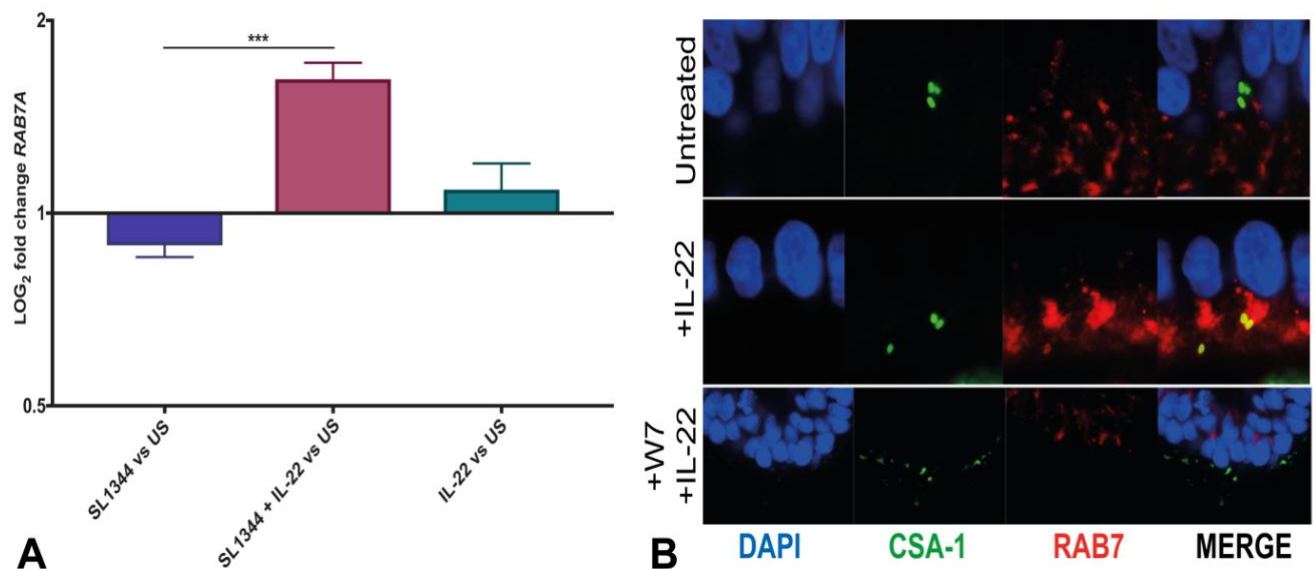 2
***
LOG2 fold change RAB7A
1
0.5
SL1344 vs US
SL1344 + IL-22 vs US
IL-22 vs US
A
Untreated
+IL-22
+W7
+IL-22
DAPI CSA-1 RAB7 MERGE
B